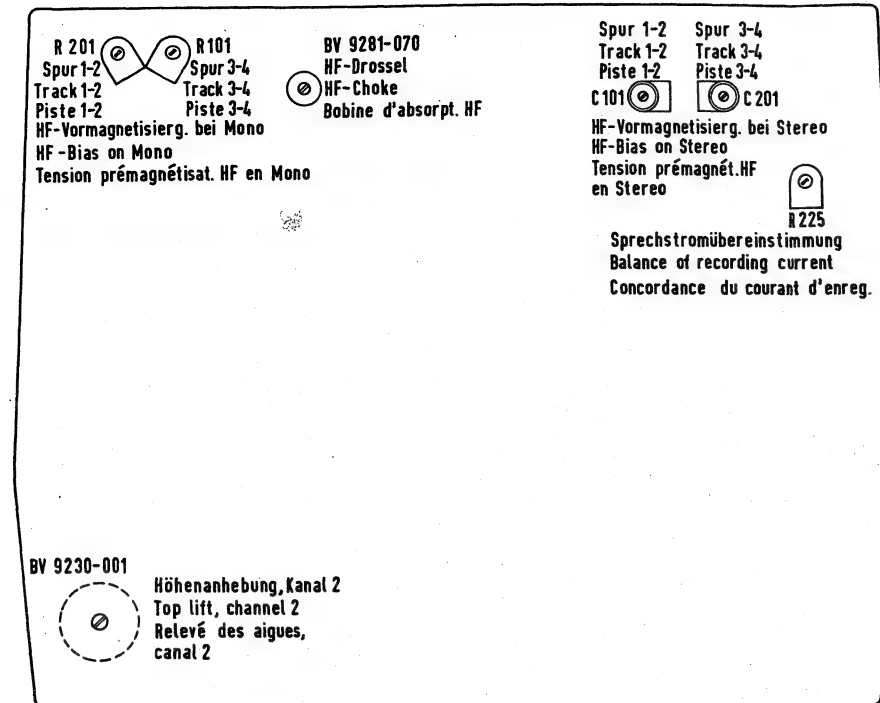 R 201
Spur 1-2
Track 1-2
Piste 1-2
R101
Spur 3-4
Track 3-4
Piste 3-4
HF-Vormagnetisierg. bei Mono
HF-Bias on Mono
Tension prémagnétisat. HF en Mono
BV 9281-070
HF-Drossel
HF-Choke
Bobine d'absorpt. HF
Spur 1-2
Track 1-2
Piste 1-2
C101
Spur 3-4
Track 3-4
Piste 3-4
C 201
HF-Vormagnetisierg. bei Stereo
HF-Bias on Stereo
Tension prémagnét.HF
en Stereo
R 225
Sprechstromübereinstimmung
Balance of recording current
Concordance du courant d'enreg.
BV 9230-001
Höhenanhebung, Kanal 2
Top lift, channel 2
Relevé des aigues,
canal 2